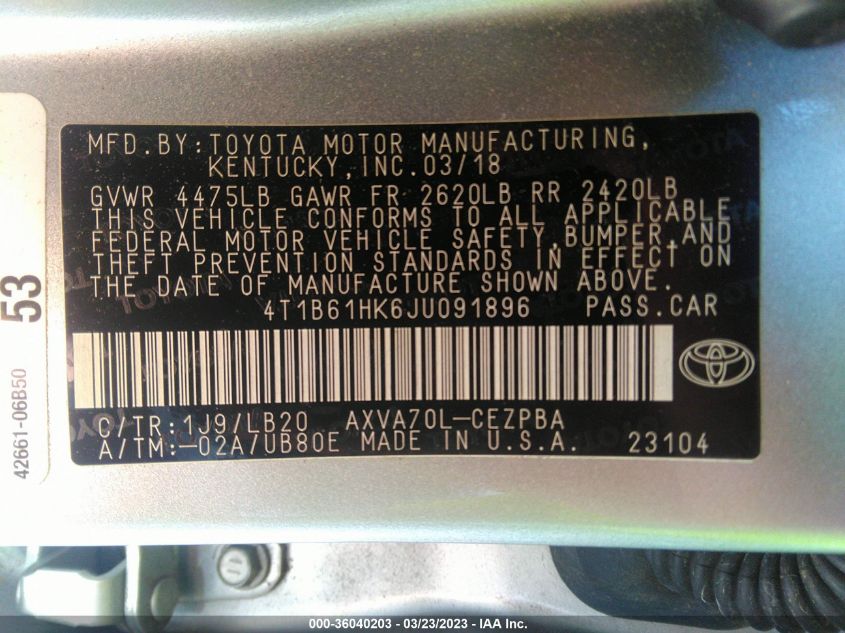 MFD.BY:TOYOTA MOTOR MANUFACTURING,
KENTUCKY,INC.03/18
GVWR 4475LB GAWR FR 2620LB RR 2420LB
THIS VEHICLE CONFORMS TO ALL APPLICABLE
FEDERAL MOTOR VEHICLE SAFETY,BUMPER,AND
THEFT PREVENTION STANDARDS IN EFFECT ON
THE DATE OF MANUFACTURE SHOWN ABOVE.
4T1B61HK6JU091896 PASS.CAR
C/TR:1J9/LB20 AXVA70L-CEZPBA
A/TM:-02A/UB80E MADE IN U.S.A. 23104
53
42661-06B50
000-36040203 - 03/23/2023 - IAA Inc.